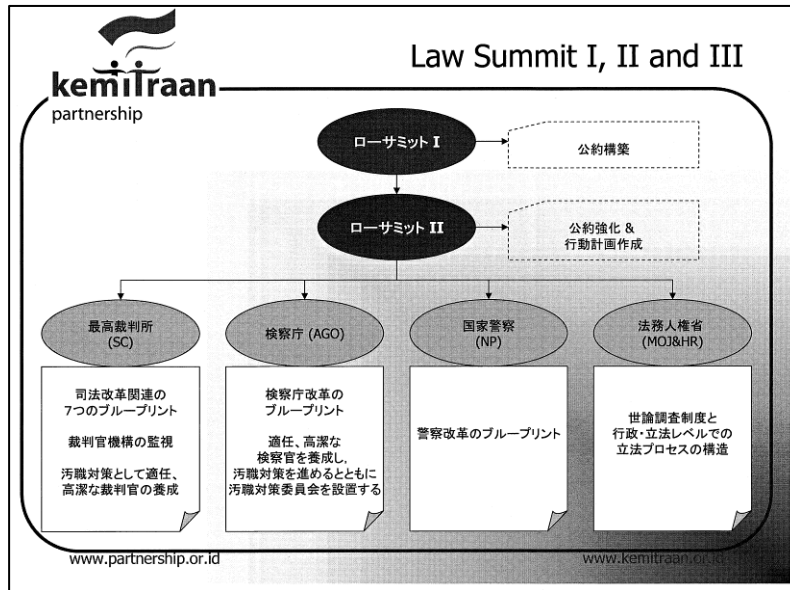 kemitraan
partnership
Law Summit I, II and III
ローサミット I
公約構築
ローサミット II
公約強化 &
行動計画作成
最高裁判所
(SC)
検察庁 (AGO)
国家警察
(NP)
法務人権省
(MOJ&HR)
司法改革関連の
7つのブループリント
裁判官機構の監視
汚職対策として適任、
高潔な裁判官の養成
検察庁改革の
ブループリント
適任、高潔な
検察官を養成し、
汚職対策を進めるとともに
汚職対策委員会を設置する
警察改革のブループリント
世論調査制度と
行政・立法レベルでの
立法プロセスの構造
www.partnership.or.id
www.kemitraan.or.id